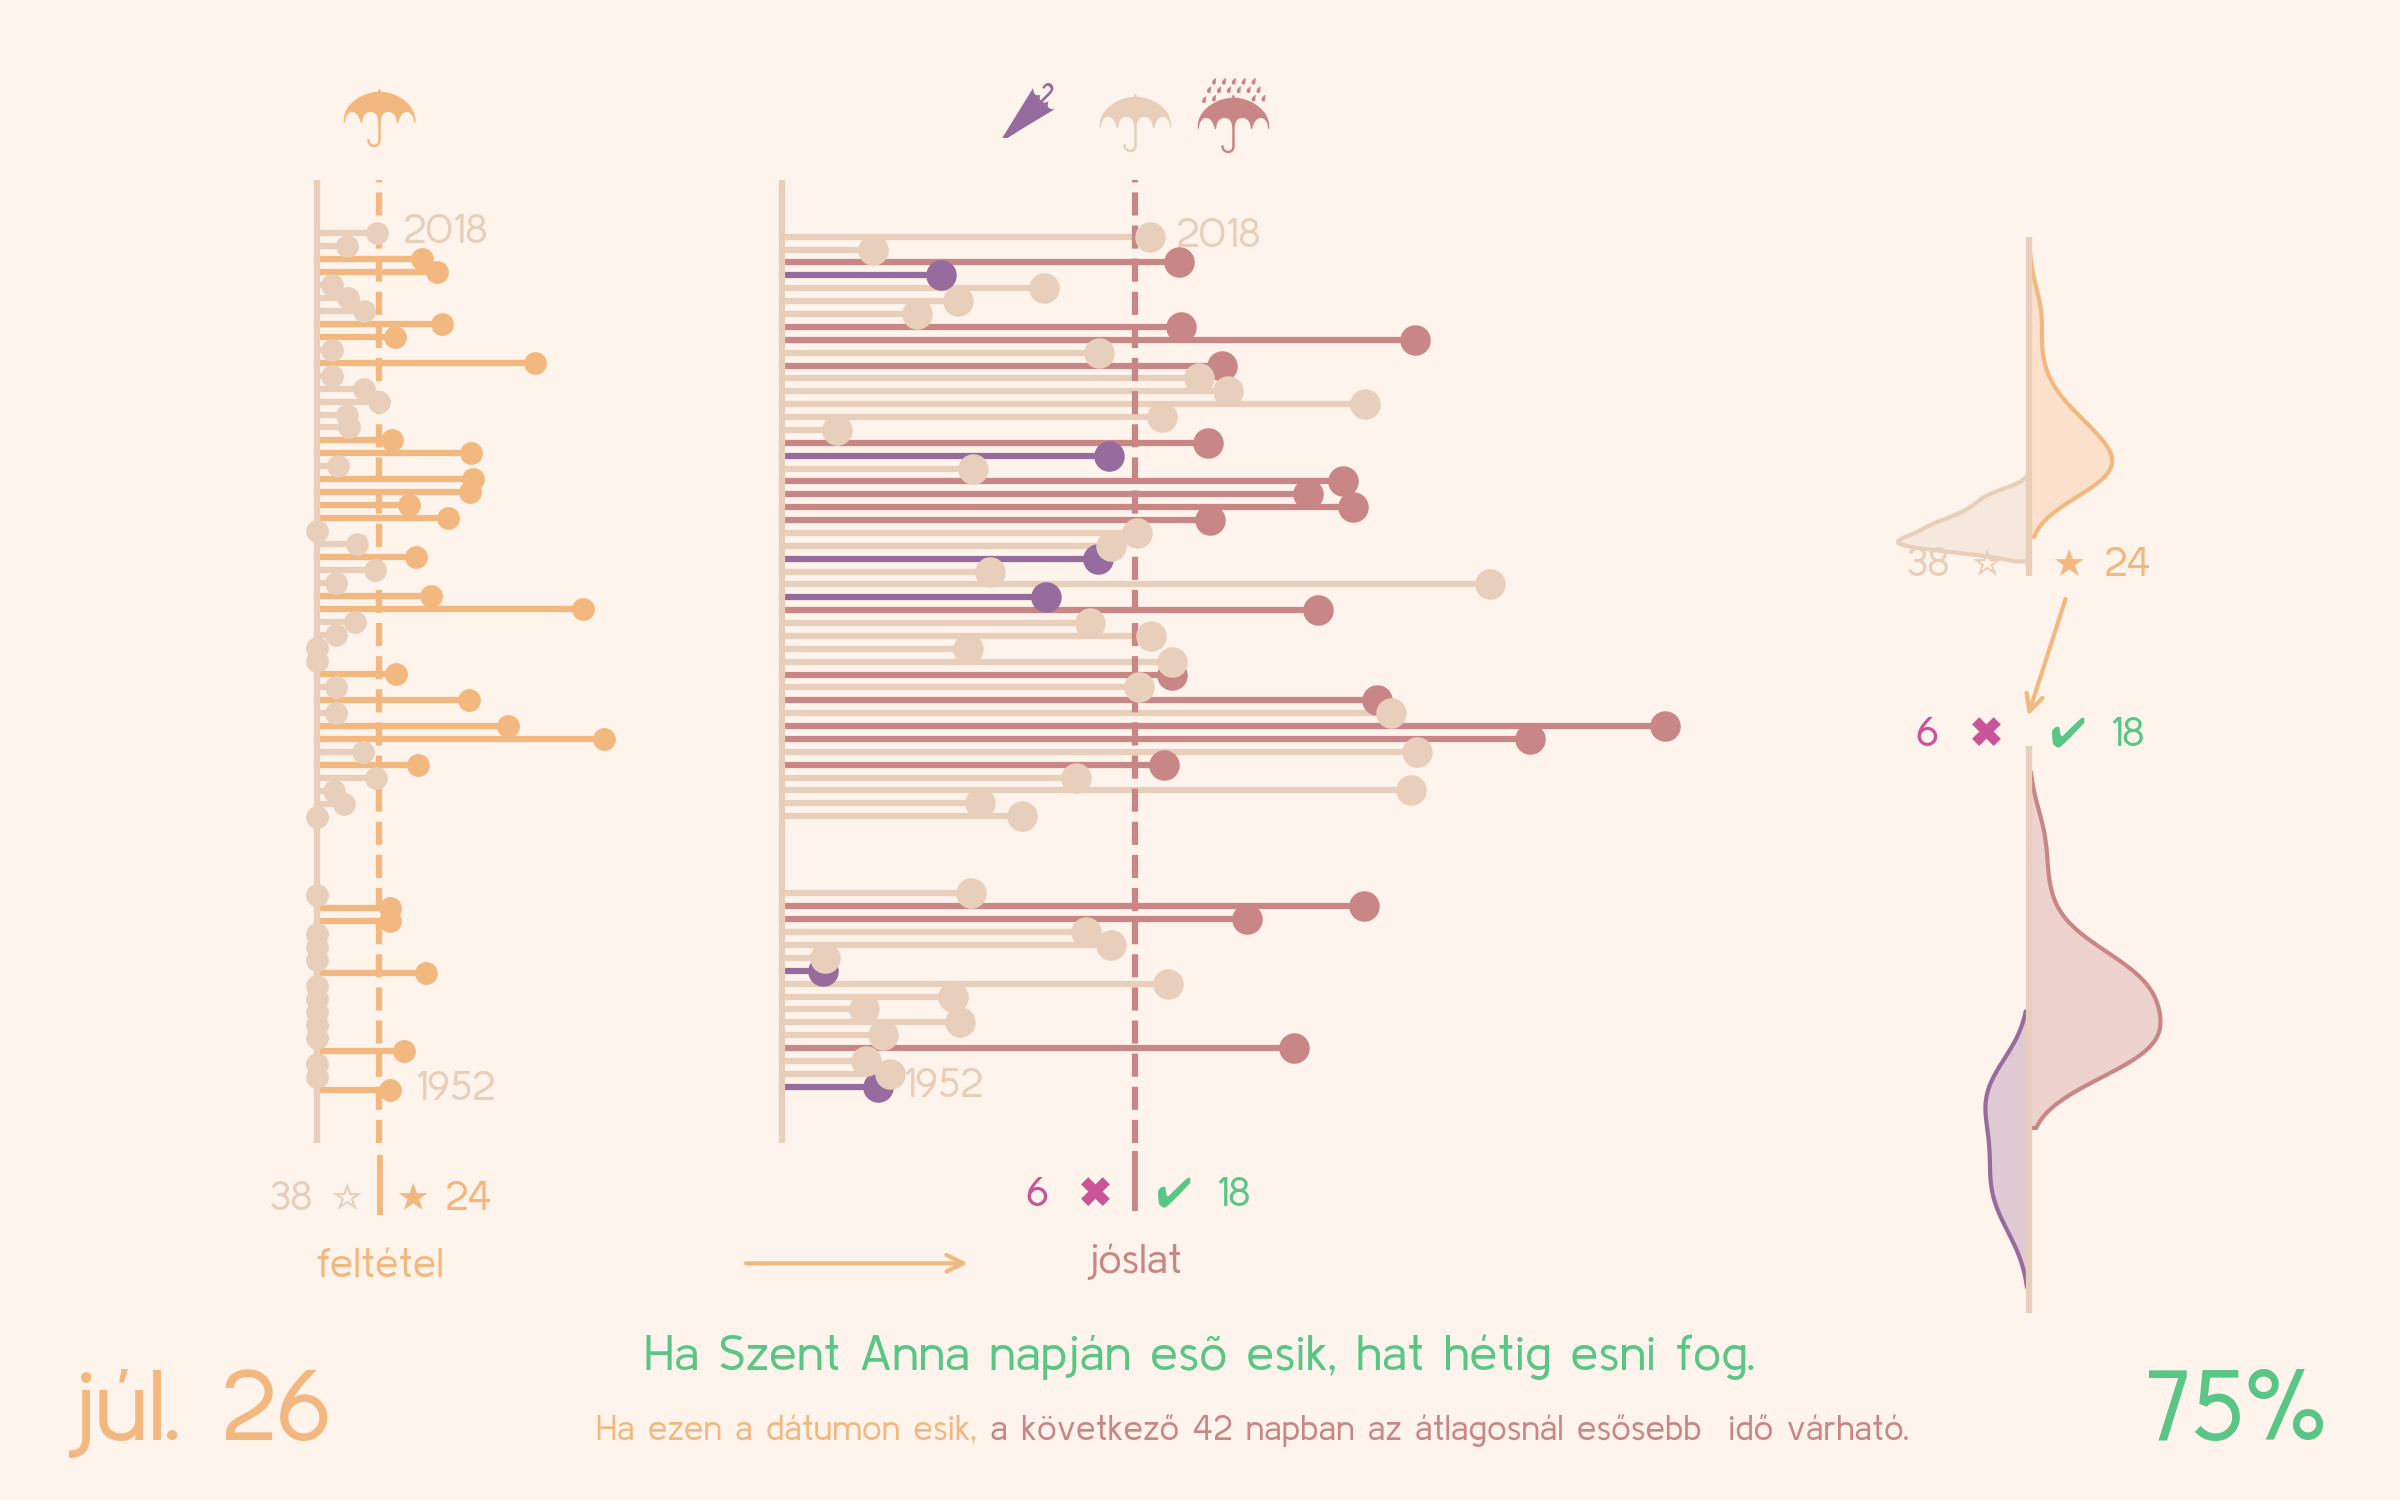 2018
2018
38 ☆ ★ 24
6 ✖ ✔ 18
1952
1952
38 ☆ ★ 24
6 ✖ ✔ 18
feltétel
jóslat
Ha Szent Anna napján esõ esik, hat hétig esni fog.
júl. 26
75%
Ha ezen a dátumon esik, a következő 42 napban az átlagosnál esősebb idő várható.